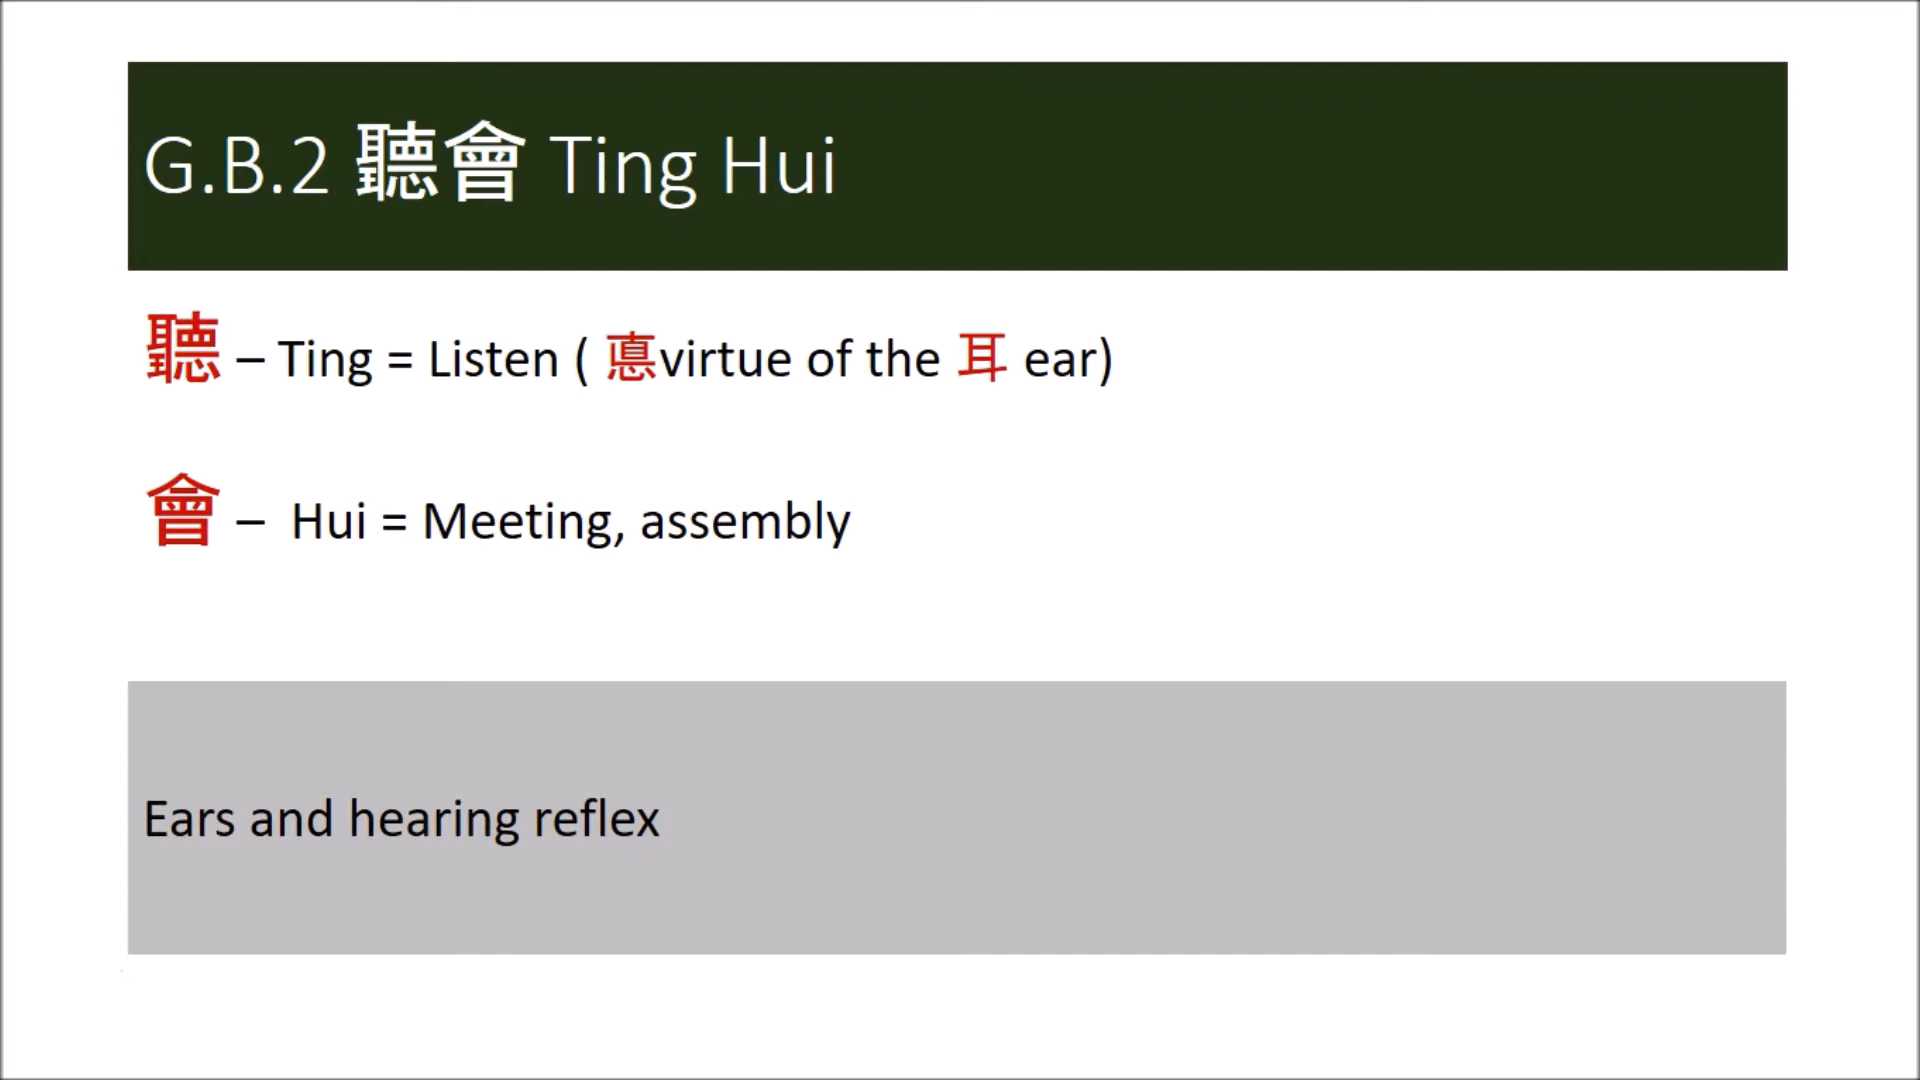 G.B.2 聽會 Ting Hui
聽 – Ting = Listen ( 悳virtue of the 耳 ear)
會 – Hui = Meeting, assembly
Ears and hearing reflex